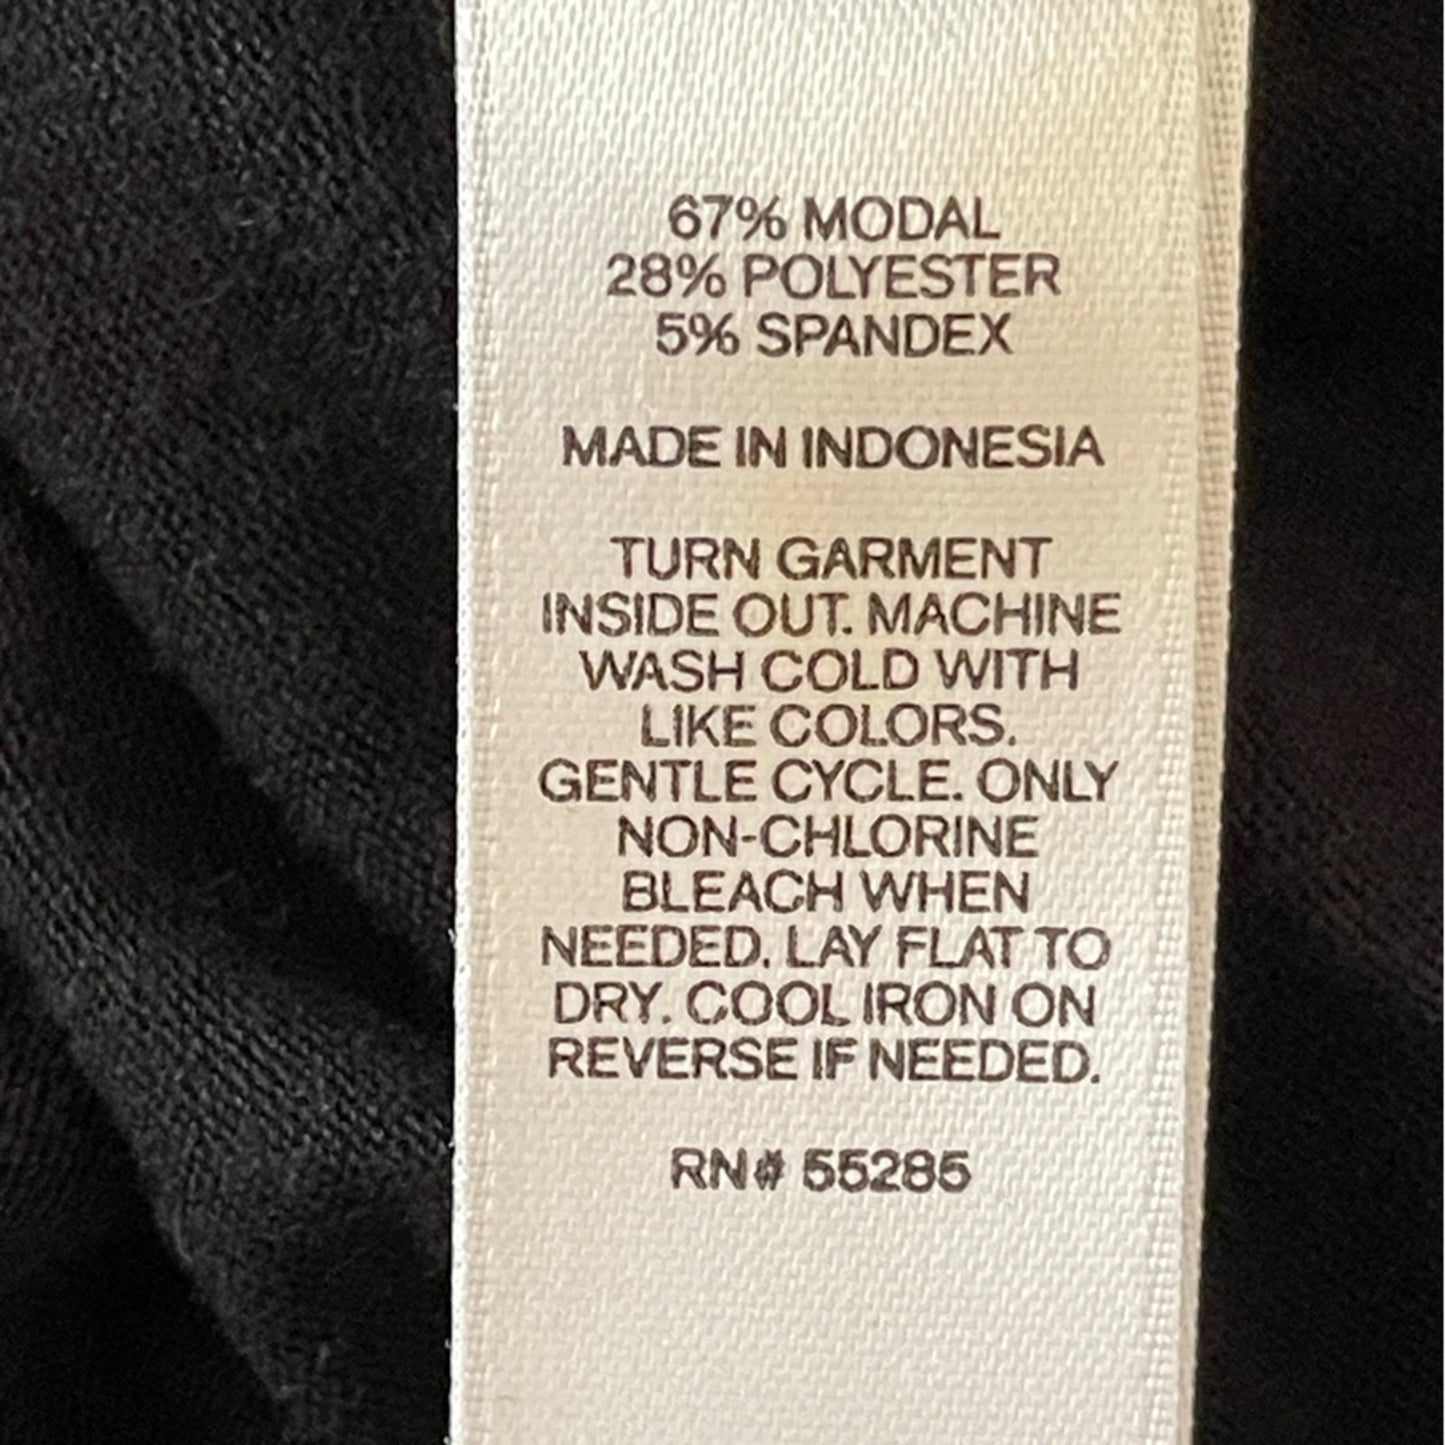 67% MODAL
28% POLYESTER
5% SPANDEX
MADE IN INDONESIA
TURN GARMENT
INSIDE OUT. MACHINE
WASH COLD WITH
LIKE COLORS.
GENTLE CYCLE. ONLY
NON-CHLORINE
BLEACH WHEN
NEEDED. LAY FLAT TO
DRY. COOL IRON ON
REVERSE IF NEEDED.
RN# 55285